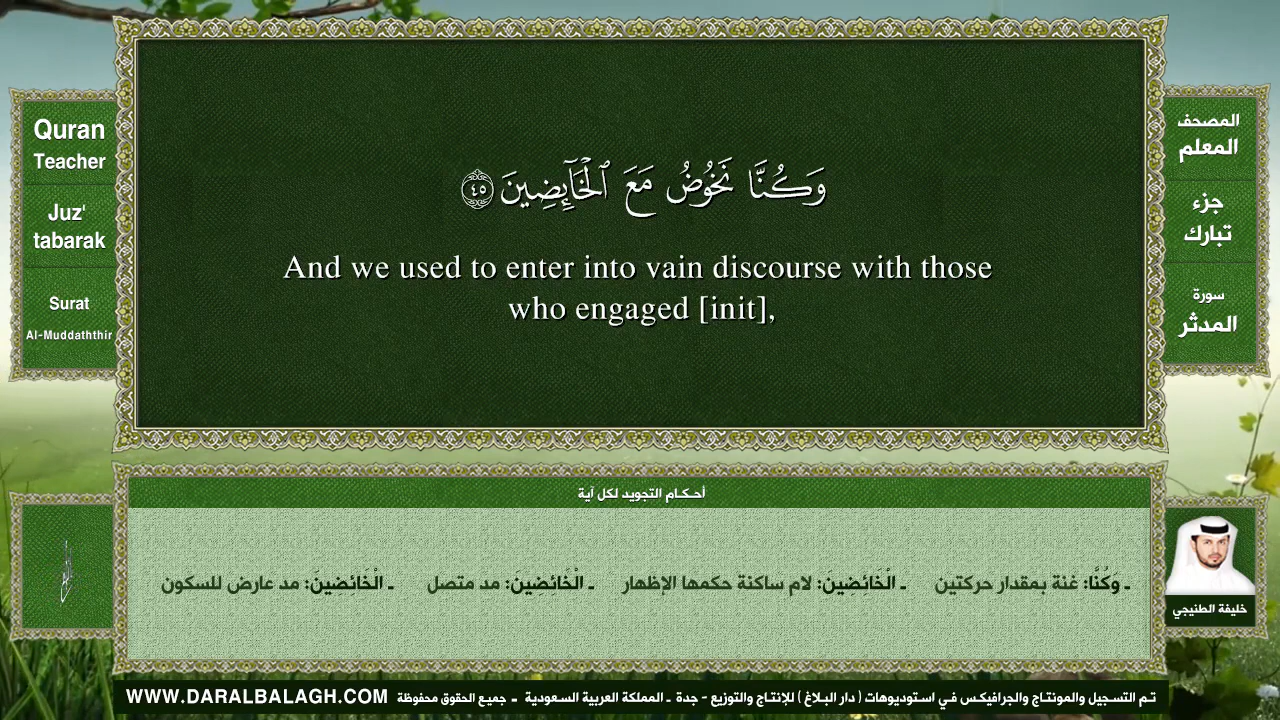 Quran
Teacher
Juz'
tabarak
Surat
Al-Muddaththir
وَكُنَّا نَخُوضُ مَعَ ٱلْخَآئِضِينَ ٤٥
And we used to enter into vain discourse with those
who engaged [init],
المصحف
المعلم
جزء
تبارك
سورة
المدثر
أحكام التجويد لكل آية
ـ وَكُنَّا: غنة بمقدار حركتين ـ الْخَائِضِينَ: لام ساكنة حكمها الإظهار ـ الْخَائِضِينَ: مد متصل ـ الْخَائِضِينَ: مد عارض للسكون
خليفة الطنيجي
تم التسجيل والمونتاج والجرافيكس في استوديوهات ( دار البلاغ ) للإنتاج والتوزيع - جدة ـ المملكة العربية السعودية ـ جميع الحقوق محفوظة WWW.DARALBALAGH.COM